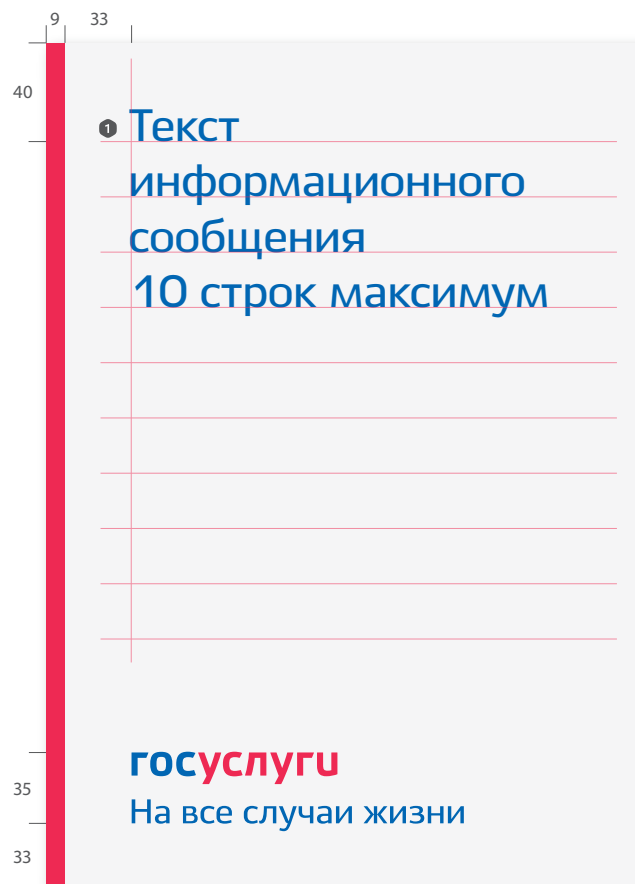 9 33
40
1 Текст
информационного
сообщения
10 строк максимум
госуслуги
35
На все случаи жизни
33